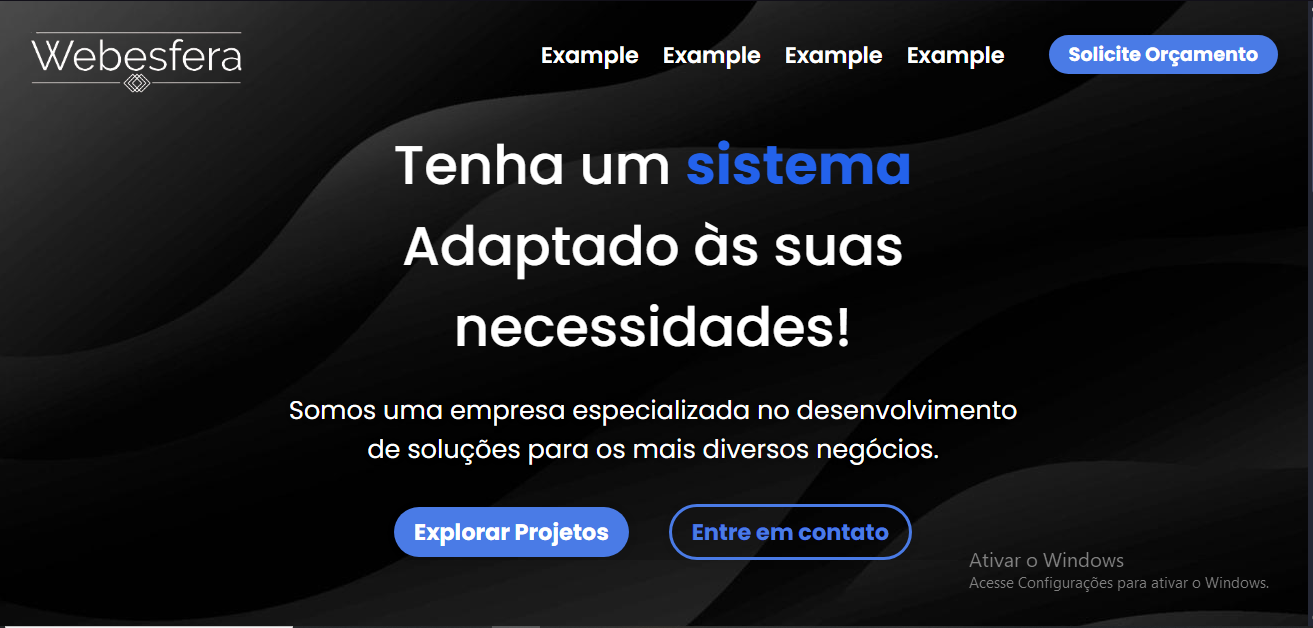 Webesfera
Example Example Example Example Solicite Orçamento
Tenha um sistema
Adaptado às suas
necessidades!
Somos uma empresa especializada no desenvolvimento
de soluções para os mais diversos negócios.
Explorar Projetos Entre em contato
Ativar o Windows
Acesse Configurações para ativar o Windows.